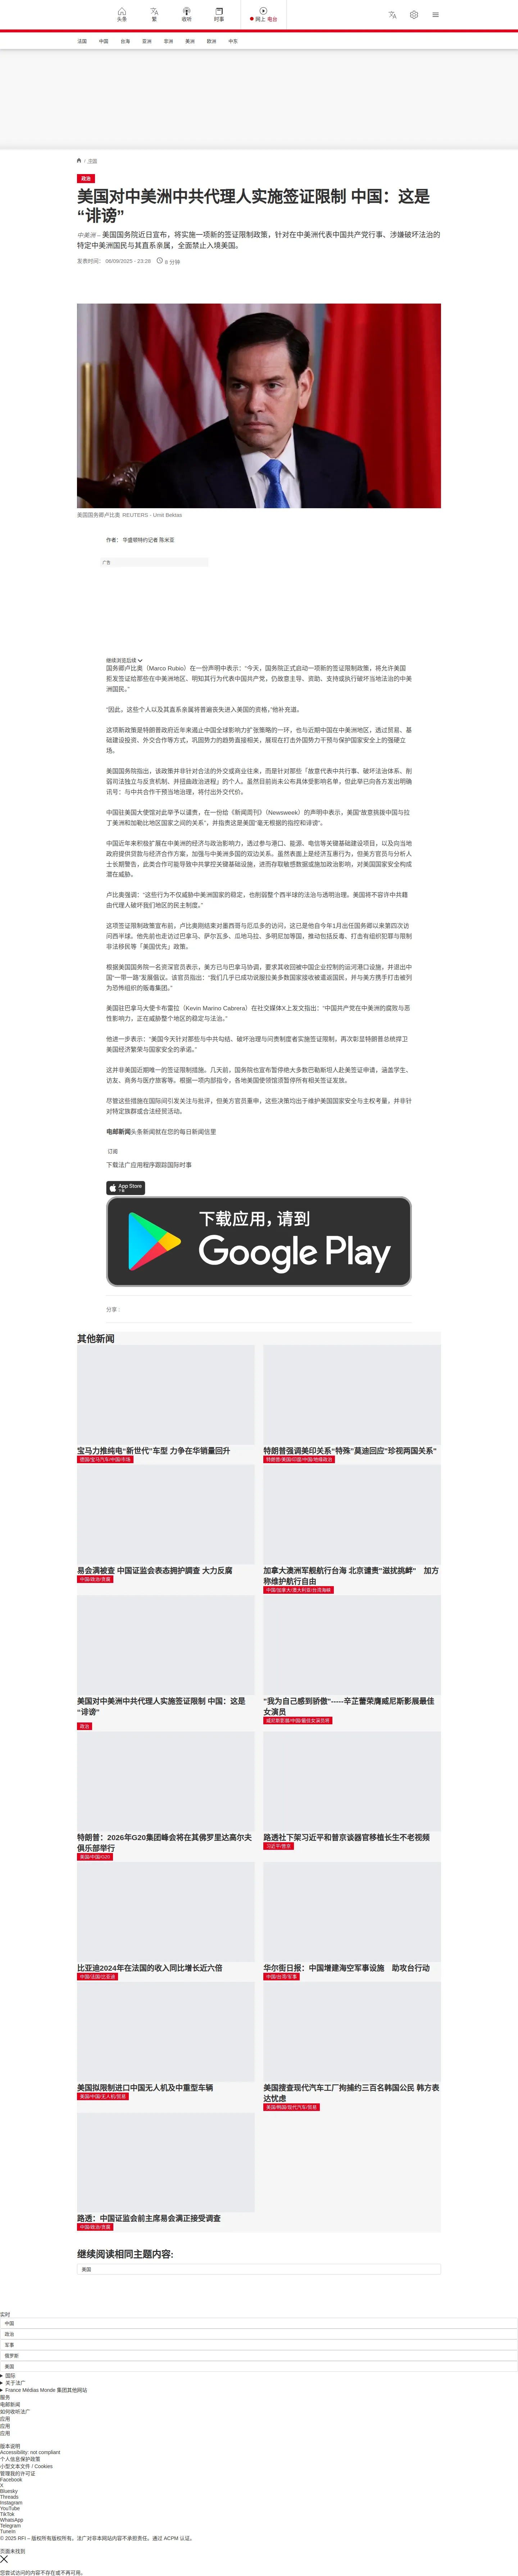 头条
繁
收听
时事
网上 电台
法国
中国
台海
亚洲
非洲
美洲
欧洲
中东
/ 中国
政治
美国对中美洲中共代理人实施签证限制 中国：这是
“诽谤”
中美洲 – 美国国务院近日宣布，将实施一项新的签证限制政策，针对在中美洲代表中国共产党行事、涉嫌破坏法治的
特定中美洲国民与其直系亲属，全面禁止入境美国。
发表时间： 06/09/2025 - 23:28
6 分钟
美国国务卿卢比奥 REUTERS - Umit Bektas
作者： 华盛顿特约记者 陈米亚
广告
继续浏览后续
国务卿卢比奥（Marco Rubio）在一份声明中表示：“今天，国务院正式启动一项新的签证限制政策，将允许美国
拒发签证给那些在中美洲地区、明知其行为代表中国共产党，仍故意主导、资助、支持或执行破坏当地法治的中美
洲国民。”
“因此，这些个人以及其直系亲属将普遍丧失进入美国的资格，”他补充道。
这项新政策是特朗普政府近年来遏止中国全球影响力扩张策略的一环，也与近期中国在中美洲地区，透过贸易、基
础建设投资、外交合作等方式，巩固势力的趋势直接相关，展现在打击外国势力干预与保护国家安全上的强硬立
场。
美国国务院指出，该政策并非针对合法的外交或商业往来，而是针对那些「故意代表中共行事、破坏法治体系、削
弱司法独立与反贪机制、并扭曲政治进程」的个人。虽然目前尚未公布具体受影响名单，但此举已向各方发出明确
讯号：与中共合作干预当地治理，将付出外交代价。
中国驻美国大使馆对此举予以谴责，在一份给《新闻周刊》（Newsweek）的声明中表示，美国“故意挑拨中国与拉
丁美洲和加勒比地区国家之间的关系”，并指责这是美国“毫无根据的指控和诽谤”。
中国近年来积极扩展在中美洲的经济与政治影响力，透过参与港口、能源、电信等关键基础建设项目，以及向当地
政府提供贷款与经济合作方案，加强与中美洲多国的双边关系。虽然表面上是经济互惠行为，但美方官员与分析人
士长期警告，此类合作可能导致中共掌控关键基础设施，进而存取敏感数据或施加政治影响，对美国国家安全构成
潜在威胁。
卢比奥强调：“这些行为不仅威胁中美洲国家的稳定，也削弱整个西半球的法治与透明治理。美国将不容许中共藉
由代理人破坏我们地区的民主制度。”
这项签证限制政策宣布前，卢比奥刚结束对墨西哥与厄瓜多的访问，这已是他自今年1月出任国务卿以来第四次访
问西半球。他先前也走访过巴拿马、萨尔瓦多、瓜地马拉、多明尼加等国，推动包括反毒、打击有组织犯罪与限制
非法移民等「美国优先」政策。
根据美国国务院一名资深官员表示，美方已与巴拿马协调，要求其收回被中国企业控制的运河港口设施，并退出中
国“一带一路”发展倡议。该官员指出：“我们几乎已成功说服拉美多数国家接收被遣返国民，并与美方携手打击被列
为恐怖组织的贩毒集团。”
美国驻巴拿马大使卡布雷拉（Kevin Marino Cabrera）在社交媒体X上发文指出：“中国共产党在中美洲的腐败与恶
性影响力，正在威胁整个地区的稳定与法治。”
他进一步表示：“美国今天针对那些与中共勾结、破坏治理与问责制度者实施签证限制，再次彰显特朗普总统捍卫
美国经济繁荣与国家安全的承诺。”
这并非美国近期唯一的签证限制措施。几天前，国务院也宣布暂停绝大多数巴勒斯坦人赴美签证申请，涵盖学生、
访友、商务与医疗旅客等。根据一项内部指令，各地美国使领馆须暂停所有相关签证发放。
尽管这些措施在国际间引发关注与批评，但美方官员重申，这些决策均出于维护美国国家安全与主权考量，并非针
对特定族群或合法经贸活动。
电邮新闻头条新闻就在您的每日新闻信里
订阅
下载法广应用程序跟踪国际时事
App Store
下载
下载应用，请到
Google Play
分享 :
其他新闻
宝马力推纯电“新世代”车型 力争在华销量回升
德国/宝马汽车/中国/市场
特朗普强调美印关系“特殊”莫迪回应“珍视两国关系”
特朗普/美国/印度/中国/地缘政治
易会满被查 中国证监会表态拥护調查 大力反腐
中国/政治/贪腐
加拿大澳洲军舰航行台海 北京谴责“滋扰挑衅” 加方
称维护航行自由
中国/加拿大/澳大利亚/台湾海峡
美国对中美洲中共代理人实施签证限制 中国：这是
“诽谤”
政治
"我为自己感到骄傲"-----辛芷蕾荣膺威尼斯影展最佳
女演员
威尼斯影展/中国/最佳女演员奖
特朗普：2026年G20集团峰会将在其佛罗里达高尔夫
俱乐部举行
美国/中国/G20
路透社下架习近平和普京谈器官移植长生不老视频
习近平/普京
比亚迪2024年在法国的收入同比增长近六倍
中国/法国/比亚迪
华尔街日报：中国增建海空军事设施 助攻台行动
中国/台湾/军事
美国拟限制进口中国无人机及中重型车辆
美国/中国/无人机/贸易
美国搜查现代汽车工厂拘捕约三百名韩国公民 韩方表
达忧虑
美国/韩国/现代汽车/贸易
路透：中国证监会前主席易会满正接受调查
中国/政治/贪腐
继续阅读相同主题内容:
美国
实时
中国
政治
军事
俄罗斯
美国
国际
关于法广
France Médias Monde 集团其他网站
服务
电邮新闻
如何收听法广
应用
应用
应用
版本说明
Accessibility: not compliant
个人信息保护政策
小型文本文件 / Cookies
管理我的许可证
Facebook
X
Bluesky
Threads
Instagram
YouTube
TikTok
WhatsApp
Telegram
TuneIn
© 2025 RFI – 版权所有版权所有。法广对非本网站内容不承担责任。通过 ACPM 认证。
页面未找到
您尝试访问的内容不存在或不再可用。